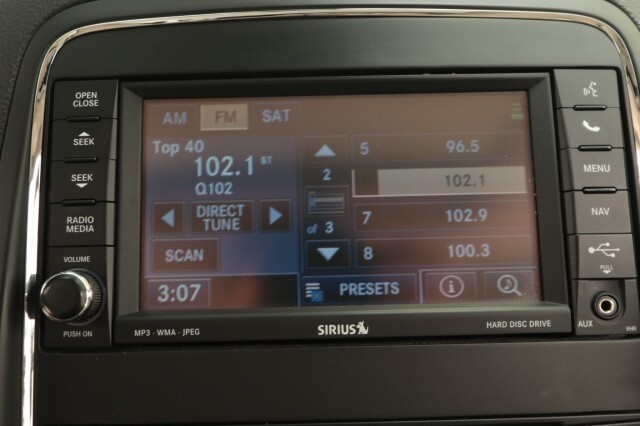 OPEN
CLOSE
SEEK
SEEK
RADIO
MEDIA
VOLUME
PUSH ON
AM FM SAT
Top 40
102.1 ST
Q102
DIRECT
TUNE
SCAN
3:07
2
of 3
5 96.5
102.1
7 102.9
8 100.3
PRESETS
MP3 · WMA · JPEG
SIRIUS
HARD DISC DRIVE
MENU
NAV
PULL
AUX
RHR